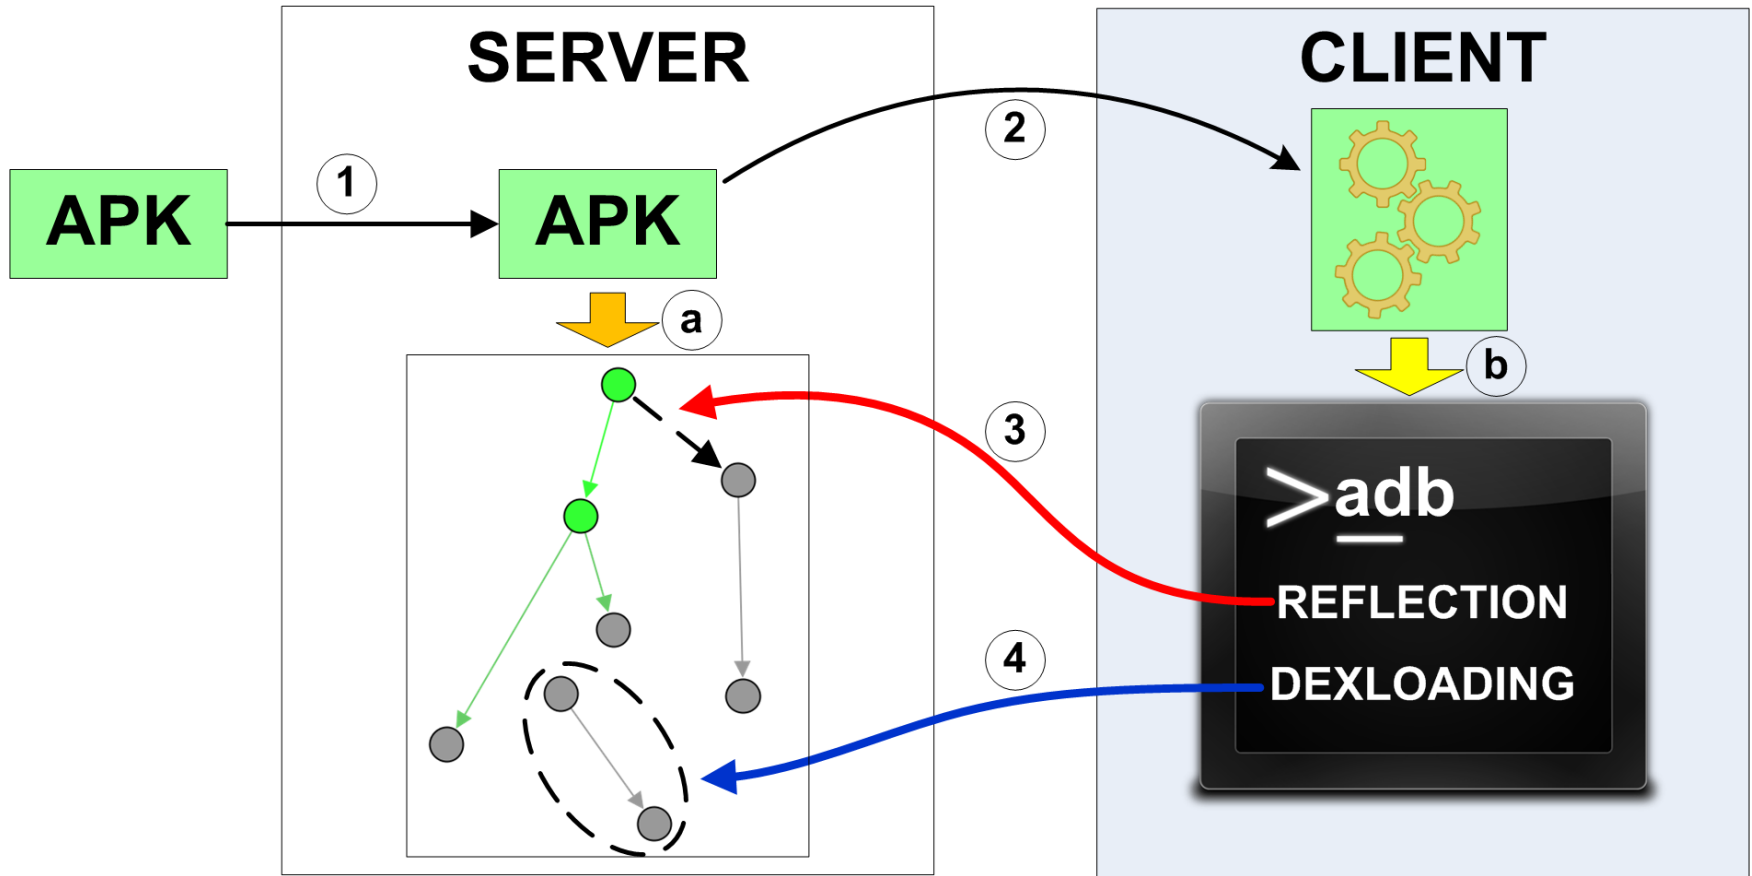 SERVER
CLIENT
2
1
APK
APK
a
b
3
>adb
REFLECTION
4
DEXLOADING